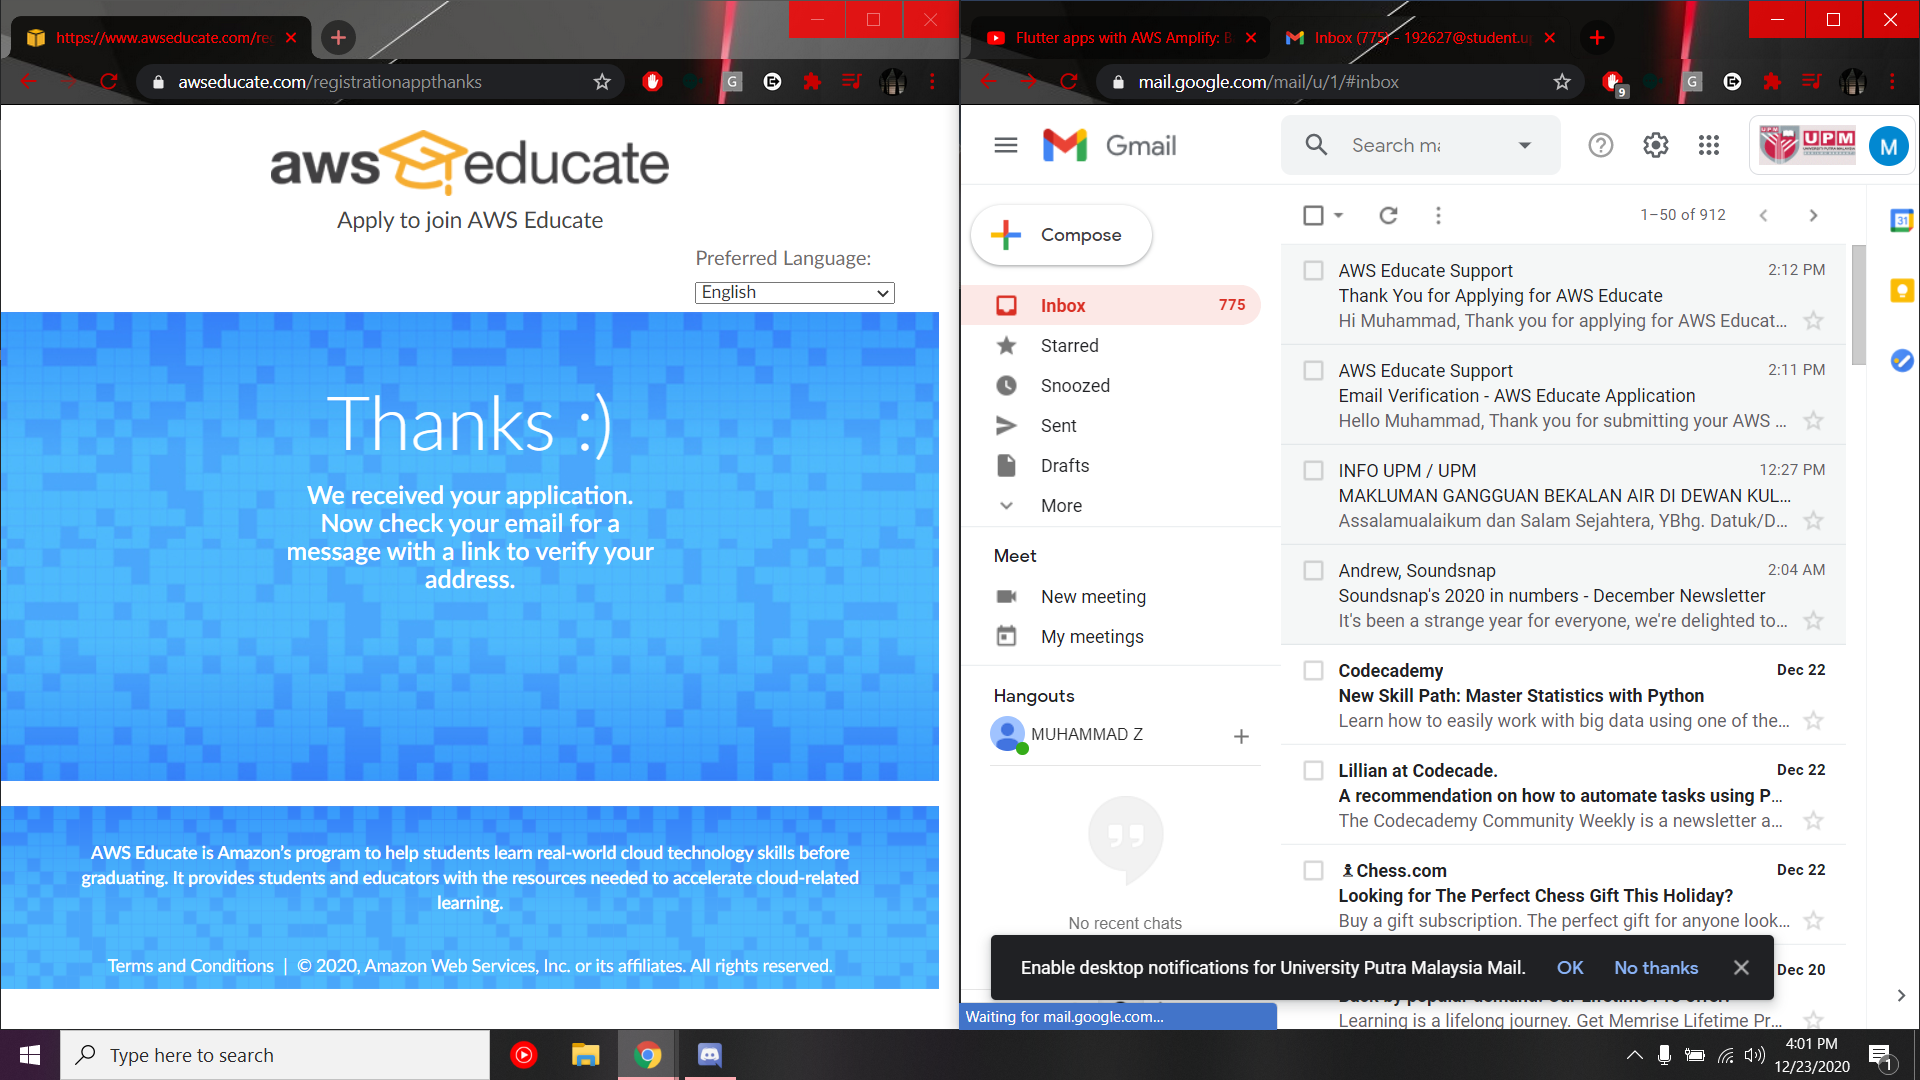 https://www.awseducate.com/re
awseducate.com/registrationappthanks
aws educate
Apply to join AWS Educate
Preferred Language:
English
Thanks :)
We received your application.
Now check your email for a
message with a link to verify your
address.
AWS Educate is Amazon's program to help students learn real-world cloud technology skills before
graduating. It provides students and educators with the resources needed to accelerate cloud-related
learning.
Terms and Conditions | © 2020, Amazon Web Services, Inc. or its affiliates. All rights reserved.
Flutter apps with AWS Amplify: B
Inbox (775) - 192627@student.up
mail.google.com/mail/u/1/#inbox
G
G
9
Gmail
Search ma
UPM
M
Compose
1–50 of 912
31
Inbox 775
Starred
Snoozed
Sent
Drafts
More
Meet
New meeting
My meetings
Hangouts
MUHAMMAD Z
No recent chats
AWS Educate Support 2:12 PM
Thank You for Applying for AWS Educate
Hi Muhammad, Thank you for applying for AWS Educat...
AWS Educate Support 2:11 PM
Email Verification - AWS Educate Application
Hello Muhammad, Thank you for submitting your AWS ...
INFO UPM / UPM 12:27 PM
MAKLUMAN GANGGUAN BEKALAN AIR DI DEWAN KUL...
Assalamualaikum dan Salam Sejahtera, YBhg. Datuk/D...
Andrew, Soundsnap 2:04 AM
Soundsnap's 2020 in numbers - December Newsletter
It's been a strange year for everyone, we're delighted to...
Codecademy Dec 22
New Skill Path: Master Statistics with Python
Learn how to easily work with big data using one of the...
Lillian at Codecade. Dec 22
A recommendation on how to automate tasks using P...
The Codecademy Community Weekly is a newsletter a...
Chess.com Dec 22
Looking for The Perfect Chess Gift This Holiday?
Buy a gift subscription. The perfect gift for anyone look...
Dec 20
Learning is a lifelong journey. Get Memrise Lifetime Pr...
Enable desktop notifications for University Putra Malaysia Mail. OK No thanks
Waiting for mail.google.com...
Type here to search
4:01 PM
12/23/2020
1